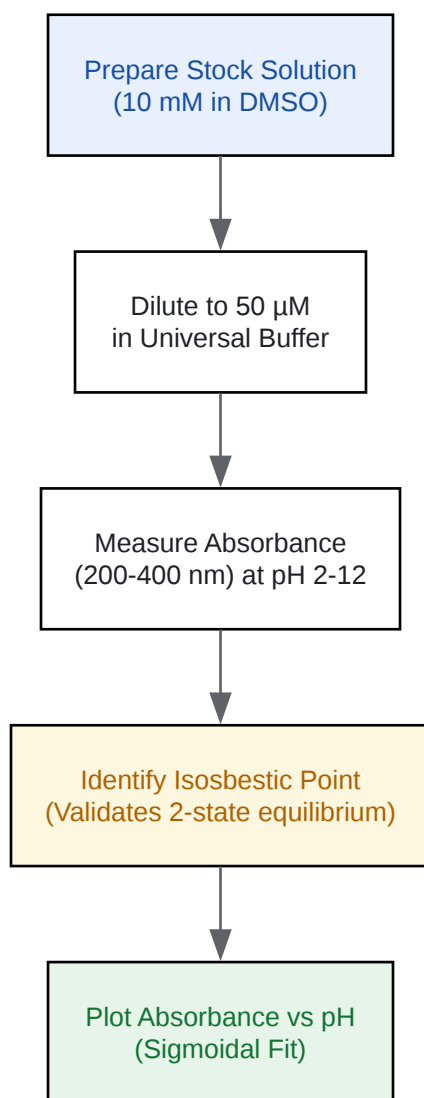 Prepare Stock Solution
(10 mM in DMSO)
Dilute to 50 µM
in Universal Buffer
Measure Absorbance
(200-400 nm) at pH 2-12
Identify Isosbestic Point
(Validates 2-state equilibrium)
Plot Absorbance vs pH
(Sigmoidal Fit)